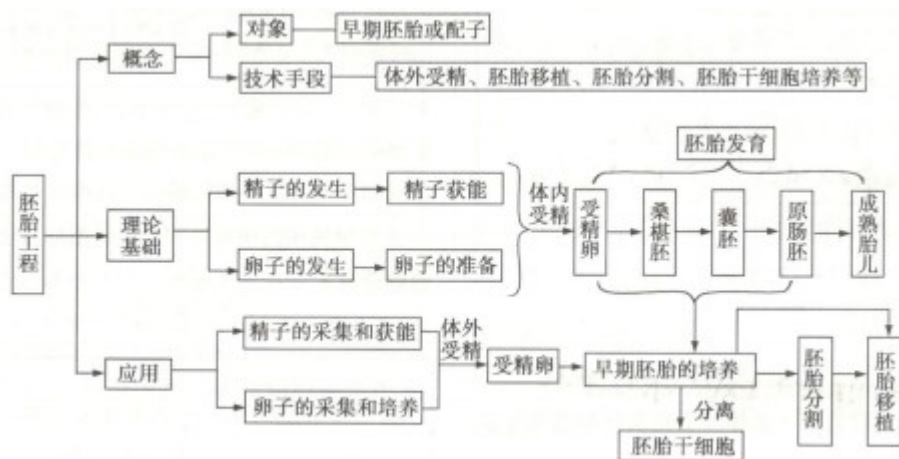 胚胎工程
概念
对象
早期胚胎或配子
技术手段
体外受精、胚胎移植、胚胎分割、胚胎干细胞培养等
理论
基础
精子的发生
精子获能
卵子的发生
卵子的准备
体内
受精
胚胎发育
受精卵
桑椹胚
囊胚
原肠胚
成熟胎儿
应用
精子的采集和获能
卵子的采集和培养
体外
受精
受精卵
早期胚胎的培养
胚胎分割
胚胎移植
分离
胚胎干细胞